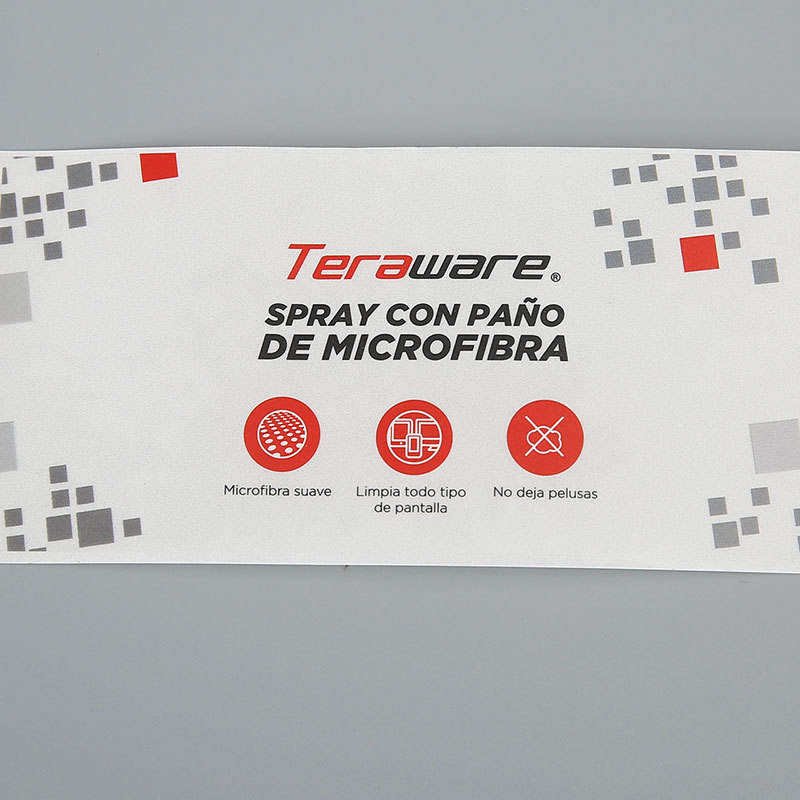 Teraware®
SPRAY CON PAÑO
DE MICROFIBRA
Microfibra suave
Limpia todo tipo
de pantalla
No deja pelusas